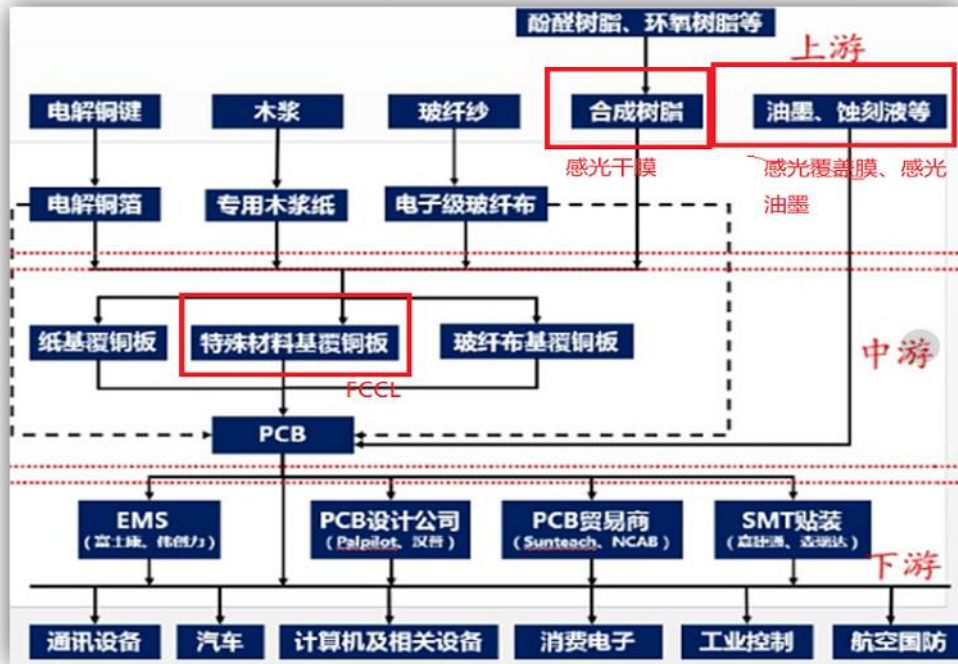 酚醛树脂、环氧树脂等
上游
电解铜键
木浆
玻纤纱
合成树脂
油墨、蚀刻液等
感光干膜
感光覆盖膜、感光
油墨
电解铜箔
专用木浆纸
电子级玻纤布
纸基覆铜板
特殊材料基覆铜板
玻纤布基覆铜板
中游
FCCL
PCB
EMS
(富士康、伟创力)
PCB设计公司
(Palpilot、汉普)
PCB贸易商
(Sunteach、NCAB)
SMT贴装
下游
通讯设备
汽车
计算机及相关设备
消费电子
工业控制
航空国防